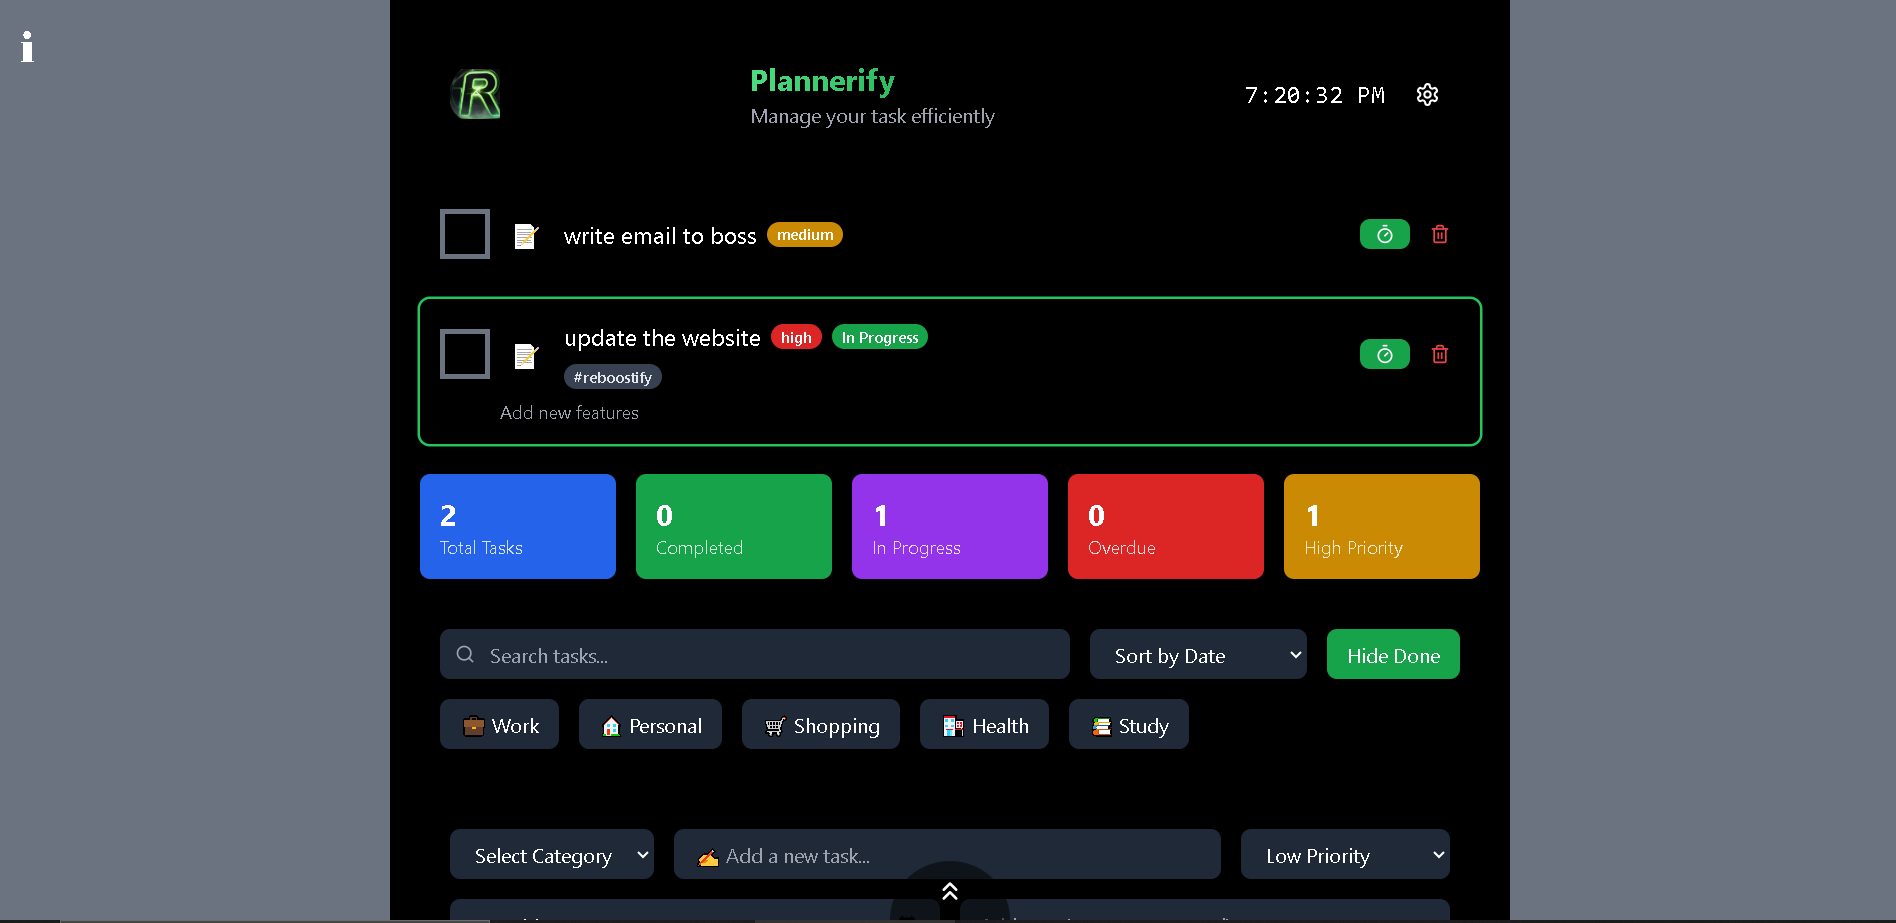 Plannerify
Manage your task efficiently
7:20:32 PM
write email to boss medium
update the website high In Progress
#reboostify
Add new features
2
Total Tasks
0
Completed
1
In Progress
0
Overdue
1
High Priority
Search tasks...
Sort by Date
Hide Done
Work
Personal
Shopping
Health
Study
Select Category
Add a new task...
Low Priority